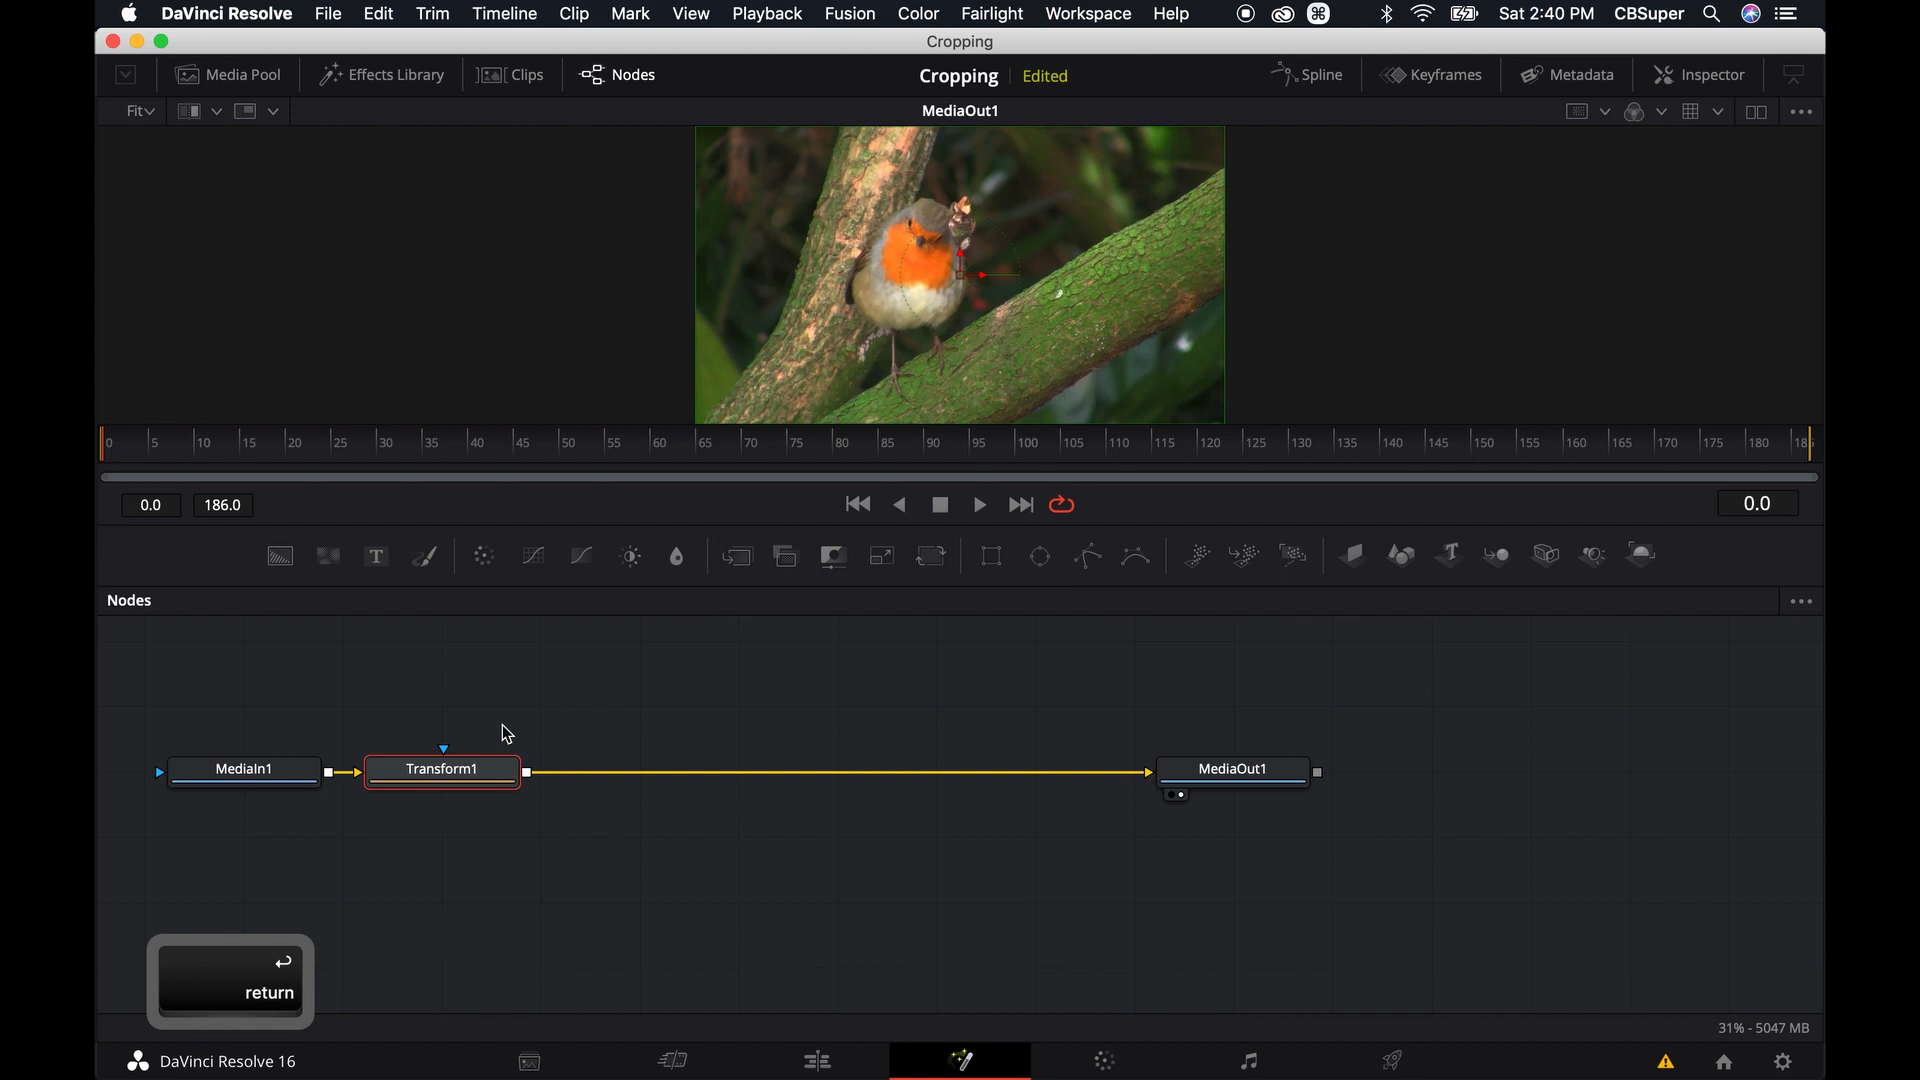 DaVinci Resolve File Edit Trim Timeline Clip Mark View Playback Fusion Color Fairlight Workspace Help Sat 2:40 PM CBSuper
Cropping
Media Pool Effects Library Clips Nodes Cropping Edited Spline Keyframes Metadata Inspector
Fit MediaOut1
0 5 10 15 20 25 30 35 40 45 50 55 60 65 70 75 80 85 90 95 100 105 110 115 120 125 130 135 140 145 150 155 160 165 170 175 180 185
0.0 186.0 0.0
T T
Nodes
MediaIn1 Transform1 MediaOut1
return
31% - 5047 MB
DaVinci Resolve 16